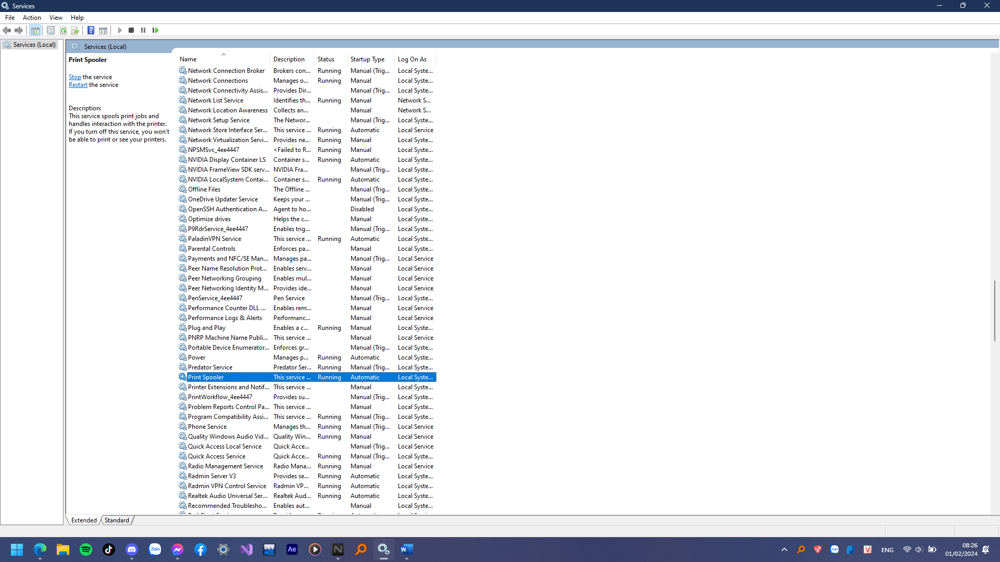 Services
File Action View Help
Services (Local)
Services (Local)
Print Spooler
Stop the service
Restart the service
Description:
This service spools print jobs and
handles interaction with the printer.
If you turn off this service, you won't
be able to print or see your printers.
Name Description Status Startup Type Log On As
Network Connection Broker Brokers con... Running Manual (Trig... Local Syste...
Network Connections Manages o... Running Manual Local Syste...
Network Connectivity Assis... Provides Dir... Manual (Trig... Local Syste...
Network List Service Identifies th... Running Manual Network S...
Network Location Awareness Collects an... Manual Network S...
Network Setup Service The Networ... Manual (Trig... Local Syste...
Network Store Interface Ser... This service ... Running Automatic Local Service
Network Virtualization Servi... Provides ne... Running Manual Local Syste...
NPSMSvc_4ee4447 <Failed to R... Running Manual Local Syste...
NVIDIA Display Container LS Container s... Running Automatic Local Syste...
NVIDIA FrameView SDK serv... NVIDIA Fra... Manual (Trig... Local Syste...
NVIDIA LocalSystem Contai... Container s... Running Automatic Local Syste...
Offline Files The Offline ... Manual (Trig... Local Syste...
OneDrive Updater Service Keeps your ... Manual (Trig... Local Syste...
OpenSSH Authentication A... Agent to ho... Disabled Local Syste...
Optimize drives Helps the c... Manual Local Syste...
P9RdrService_4ee4447 Enables trig... Manual (Trig... Local Syste...
PaladinVPN Service This service ... Running Automatic Local Syste...
Parental Controls Enforces pa... Manual Local Syste...
Payments and NFC/SE Man... Manages pa... Manual (Trig... Local Service
Peer Name Resolution Prot... Enables serv... Manual Local Service
Peer Networking Grouping Enables mul... Manual Local Service
Peer Networking Identity M... Provides ide... Manual Local Service
PenService_4ee4447 Pen Service Manual (Trig... Local Syste...
Performance Counter DLL ... Enables rem... Manual Local Service
Performance Logs & Alerts Performanc... Manual Local Service
Plug and Play Enables a c... Running Manual Local Syste...
PNRP Machine Name Publi... This service ... Manual Local Service
Portable Device Enumerator... Enforces gr... Manual (Trig... Local Syste...
Power Manages p... Running Automatic Local Syste...
Predator Service Predator Ser... Running Manual (Trig... Local Syste...
Print Spooler This service ... Running Automatic Local Syste...
Printer Extensions and Notif... This service ... Manual Local Syste...
PrintWorkflow_4ee4447 Provides su... Manual (Trig... Local Syste...
Problem Reports Control Pa... This service ... Manual Local Syste...
Program Compatibility Assi... This service ... Running Manual (Trig... Local Syste...
Phone Service Manages th... Running Manual (Trig... Local Service
Quality Windows Audio Vid... Quality Win... Running Manual Local Service
Quick Access Local Service Quick Acce... Manual (Trig... Local Service
Quick Access Service Quick Acce... Running Manual (Trig... Local Syste...
Radio Management Service Radio Mana... Running Manual Local Service
Radmin Server V3 Provides se... Running Automatic Local Syste...
Radmin VPN Control Service Radmin VP... Running Automatic Local Syste...
Realtek Audio Universal Ser... Realtek Aud... Running Automatic Local Syste...
Recommended Troublesho... Enables aut... Manual Local Syste...
Extended Standard
Zalo DEV Ae N W
Zalo V ENG 08:26
01/02/2024